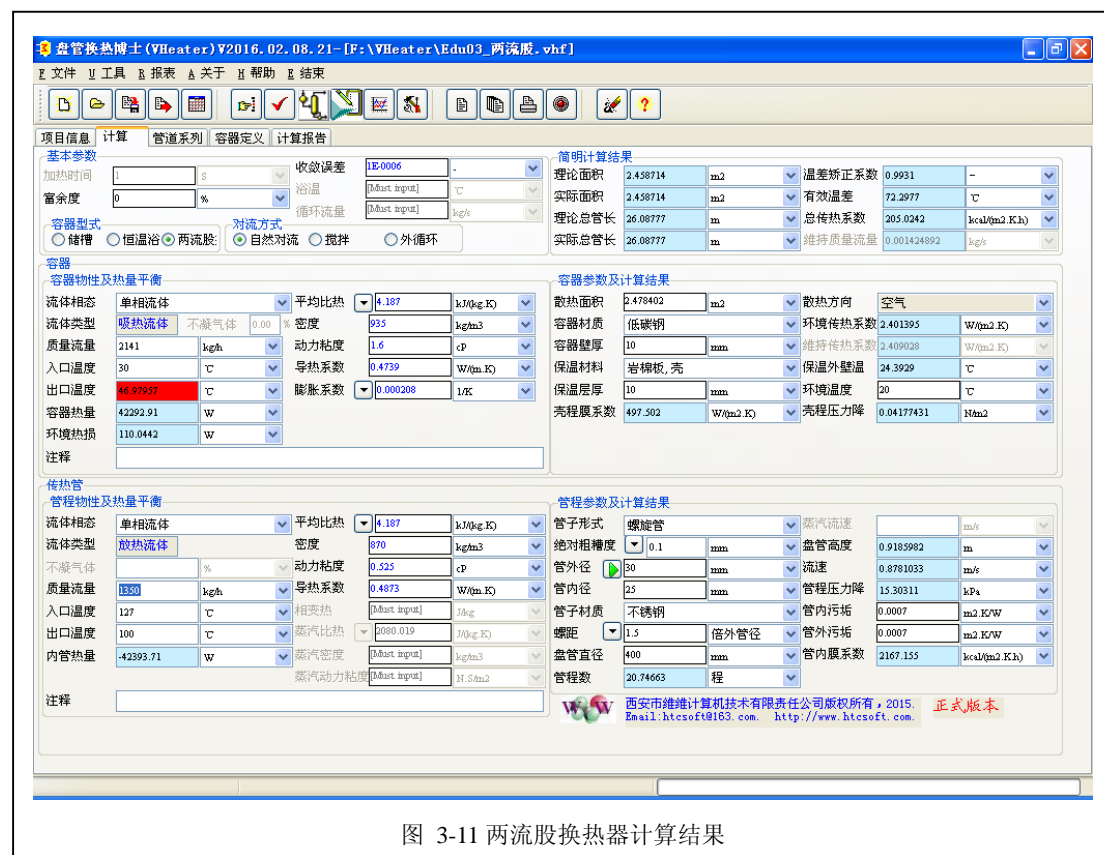 盘管换热博士(VHeater)V2016.02.08.21-[F:\VHeater\Edu03_两流股.vhf]
F 文件 U 工具 R 报表 A 关于 H 帮助 E 结束
项目信息 计算 管道系列 容器定义 计算报告
基本参数
加热时间 1 s 收敛误差 1E-0006 -
富余度 0 % 浴温 [Must input] ℃
循环流量 [Must input] kg/s
容器型式 对流方式
储槽 恒温浴 两流股 自然对流 搅拌 外循环
简明计算结果
理论面积 2.458714 m2 温差矫正系数 0.9931 -
实际面积 2.458714 m2 有效温差 72.2977 ℃
理论总管长 26.08777 m 总传热系数 205.0242 kcal/(m2.K.h)
实际总管长 26.08777 m 维持质量流量 0.001424892 kg/s
容器
容器物性及热量平衡
流体相态 单相流体 平均比热 4.187 kJ/(kg.K)
流体类型 吸热流体 不凝气体 0.00 % 密度 935 kg/m3
质量流量 2141 kg/h 动力粘度 1.6 cP
入口温度 30 ℃ 导热系数 0.4739 W/(m.K)
出口温度 46.97957 ℃ 膨胀系数 0.000208 1/K
容器热量 42292.91 W
环境热损 110.0442 W
注释
容器参数及计算结果
散热面积 2.478402 m2 散热方向 空气
容器材质 低碳钢 环境传热系数 2.401395 W/(m2.K)
容器壁厚 10 mm 维持传热系数 2.409028 W/(m2.K)
保温材料 岩棉板,壳 保温外壁温 24.3929 ℃
保温层厚 10 mm 环境温度 20 ℃
壳程膜系数 497.502 W/(m2.K) 壳程压力降 0.04177431 N/m2
传热管
管程物性及热量平衡
流体相态 单相流体 平均比热 4.187 kJ/(kg.K)
流体类型 放热流体 密度 870 kg/m3
不凝气体 % 动力粘度 0.525 cP
质量流量 1350 kg/h 导热系数 0.4873 W/(m.K)
入口温度 127 ℃ 相变热 [Must input] J/kg
出口温度 100 ℃ 蒸汽比热 2080.019 J/(kg.K)
内管热量 -42393.71 W 蒸汽密度 [Must input] kg/m3
蒸汽动力粘度 [Must input] N.S/m2
注释
管程参数及计算结果
管子形式 螺旋管 蒸汽流速 m/s
绝对粗糙度 0.1 mm 盘管高度 0.9185982 m
管外径 30 mm 流速 0.8781033 m/s
管内径 25 mm 管程压力降 15.30311 kPa
管子材质 不锈钢 管内污垢 0.0007 m2.K/W
螺距 1.5 倍外管径 管外污垢 0.0007 m2.K/W
盘管直径 400 mm 管内膜系数 2167.155 kcal/(m2.K.h)
管程数 20.74663 程
W W 西安市维维计算机技术有限责任公司版权所有，2015. 正式版本
Email:htcsoft@163.com. http://www.htcsoft.com.
图 3-11 两流股换热器计算结果